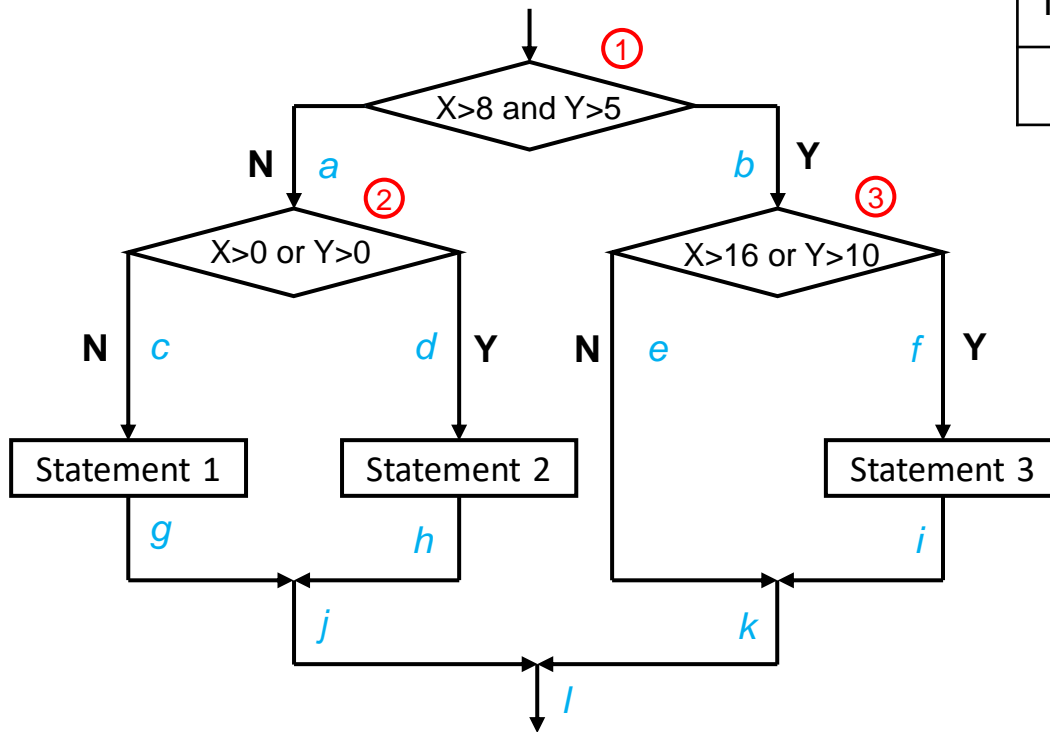 1
X>8 and Y>5
N
a
b
Y
2
3
X>0 or Y>0
X>16 or Y>10
N
c
d
Y
N
e
f
Y
Statement 1
Statement 2
Statement 3
g
h
i
j
k
l